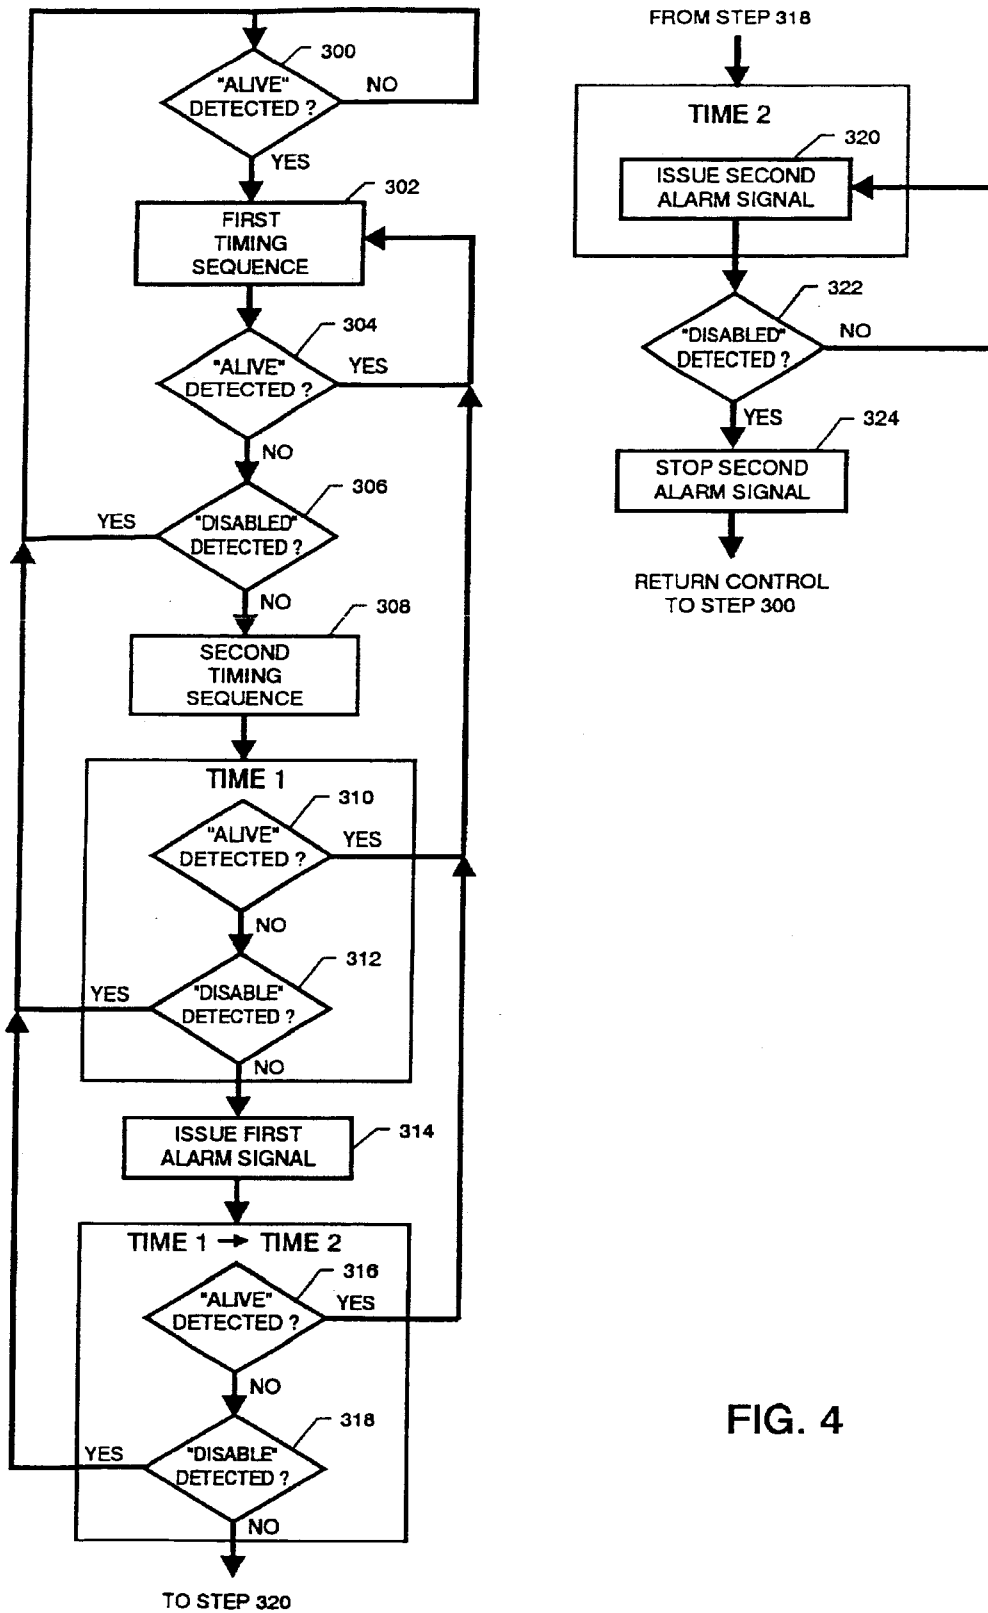 300
"ALIVE"
DETECTED ?
NO
YES
302
FIRST
TIMING
SEQUENCE
304
"ALIVE"
DETECTED ?
YES
NO
306
"DISABLED"
DETECTED ?
YES
NO
308
SECOND
TIMING
SEQUENCE
TIME 1
310
"ALIVE"
DETECTED ?
YES
NO
312
"DISABLE"
DETECTED ?
YES
NO
314
ISSUE FIRST
ALARM SIGNAL
TIME 1 → TIME 2
316
"ALIVE"
DETECTED ?
YES
NO
318
"DISABLE"
DETECTED ?
YES
NO
TO STEP 320
FROM STEP 318
TIME 2
320
ISSUE SECOND
ALARM SIGNAL
322
"DISABLED"
DETECTED ?
NO
YES
324
STOP SECOND
ALARM SIGNAL
RETURN CONTROL
TO STEP 300
FIG. 4